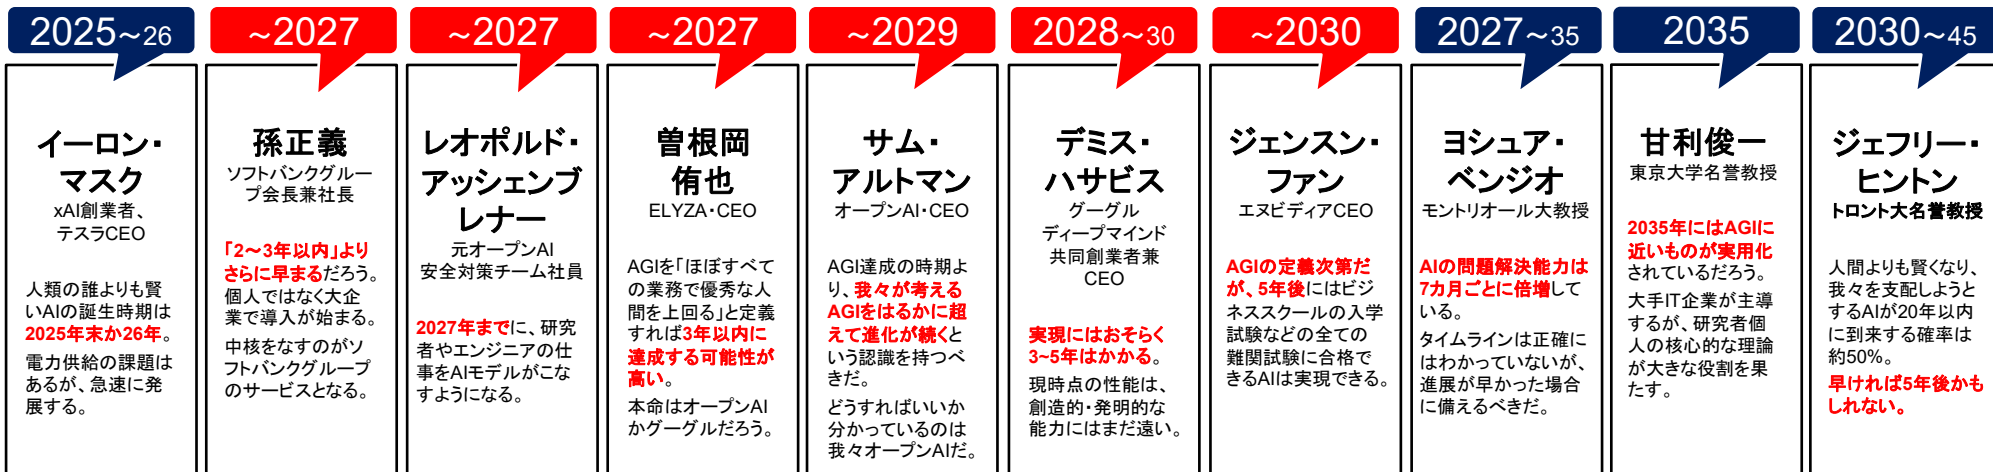 2025～26
イーロン・
マスク
xAI創業者、
テスラCEO
人類の誰よりも賢
いAIの誕生時期は
2025年末か26年。
電力供給の課題は
あるが、急速に発
展する。
～2027
孫正義
ソフトバンクグルー
プ会長兼社長
「2～3年以内」より
さらに早まるだろう。
個人ではなく大企
業で導入が始まる。
中核をなすのがソ
フトバンクグループ
のサービスとなる。
～2027
レオポルド・
アッシェンブ
レナー
元オープンAI
安全対策チーム社員
2027年までに、研究
者やエンジニアの仕
事をAIモデルがこな
すようになる。
～2027
曽根岡
侑也
ELYZA・CEO
AGIを「ほぼすべて
の業務で優秀な人
間を上回る」と定義
すれば3年以内に
達成する可能性が
高い。
本命はオープンAI
かグーグルだろう。
～2029
サム・
アルトマン
オープンAI・CEO
AGI達成の時期よ
り、我々が考える
AGIをはるかに超
えて進化が続くと
いう認識を持つべ
きだ。
どうすればいいか
分かっているのは
我々オープンAIだ。
2028～30
デミス・
ハサビス
グーグル
ディープマインド
共同創業者兼
CEO
実現にはおそらく
3~5年はかかる。
現時点の性能は、
創造的・発明的な
能力にはまだ遠い。
～2030
ジェンスン・
ファン
エヌビディアCEO
AGIの定義次第だ
が、5年後にはビジ
ネススクールの入学
試験などの全ての
難関試験に合格で
きるAIは実現できる。
2027～35
ヨシュア・
ベンジオ
モントリオール大教授
AIの問題解決能力は
7カ月ごとに倍増して
いる。
タイムラインは正確に
はわかっていないが、
進展が早かった場合
に備えるべきだ。
2035
甘利俊一
東京大学名誉教授
2035年にはAGIに
近いものが実用化
されているだろう。
大手IT企業が主導
するが、研究者個
人の核心的な理論
が大きな役割を果
たす。
2030～45
ジェフリー・
ヒントン
トロント大名誉教授
人間よりも賢くなり、
我々を支配しようと
するAIが20年以内
に到来する確率は
約50%。
早ければ5年後かも
しれない。